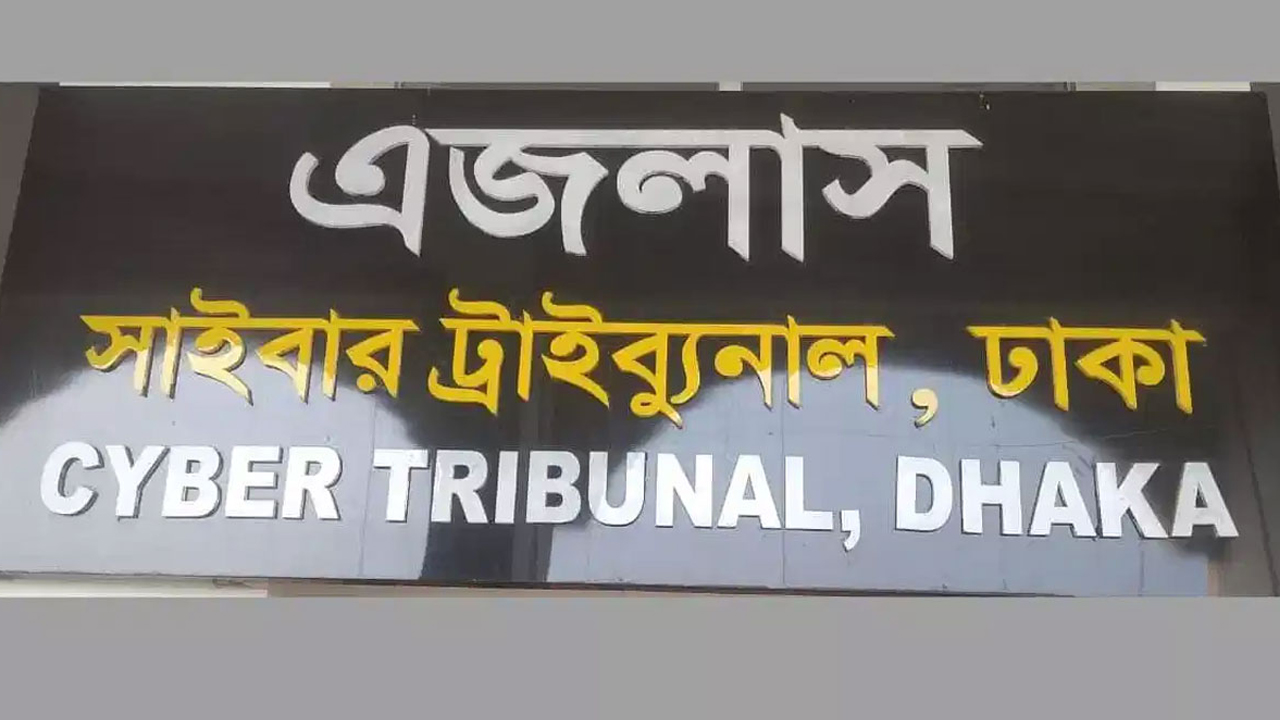 এজলাস
সাইবার ট্রাইব্যুনাল , ঢাকা
CYBER TRIBUNAL, DHAKA